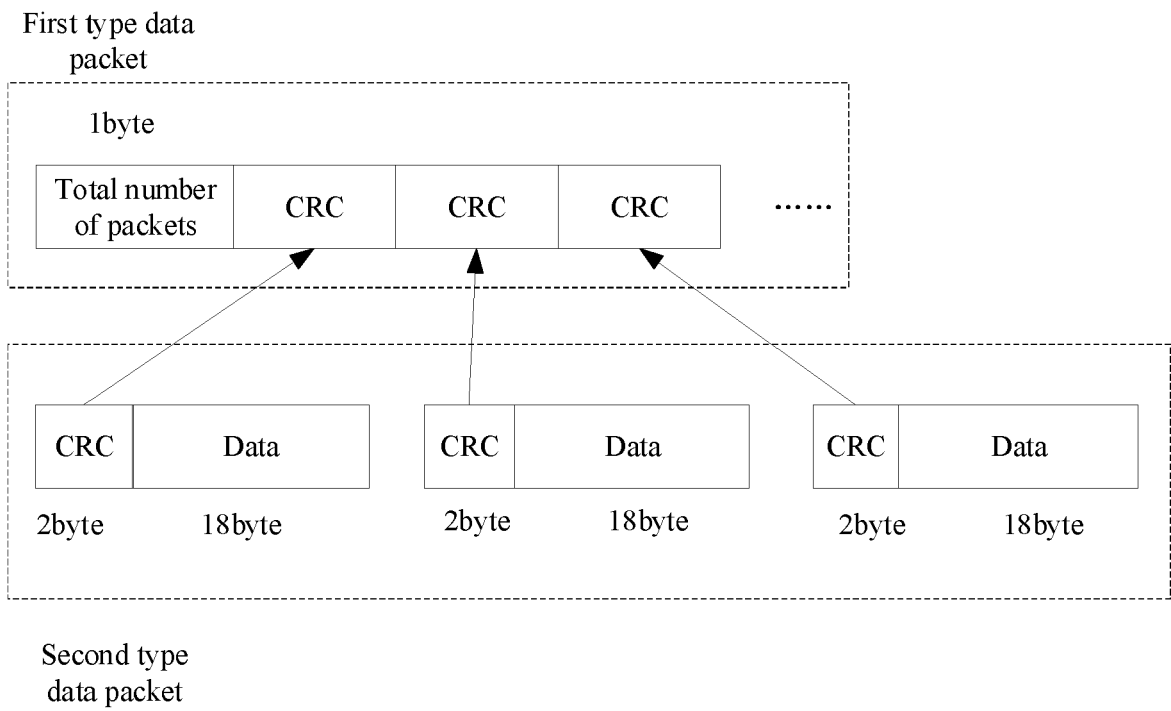 First type data
packet
1byte
Total number
of packets
CRC
CRC
CRC
......
CRC
Data
CRC
Data
CRC
Data
2byte
18byte
2byte
18byte
2byte
18byte
Second type
data packet